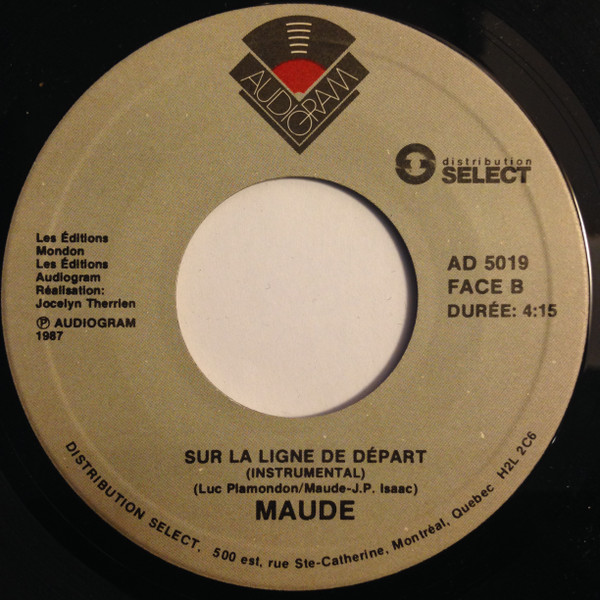 AUDIOGRAM
distribution
SELECT
Les Éditions
Mondon
Les Éditions
Audiogram
Réalisation:
Jocelyn Therrien
℗ AUDIOGRAM
1987
AD 5019
FACE B
DURÉE: 4:15
SUR LA LIGNE DE DÉPART
(INSTRUMENTAL)
(Luc Plamondon/Maude-J.P. Isaac)
MAUDE
DISTRIBUTION SELECT. 500 est, rue Ste-Catherine, Montréal, Quebec H2L 2C6